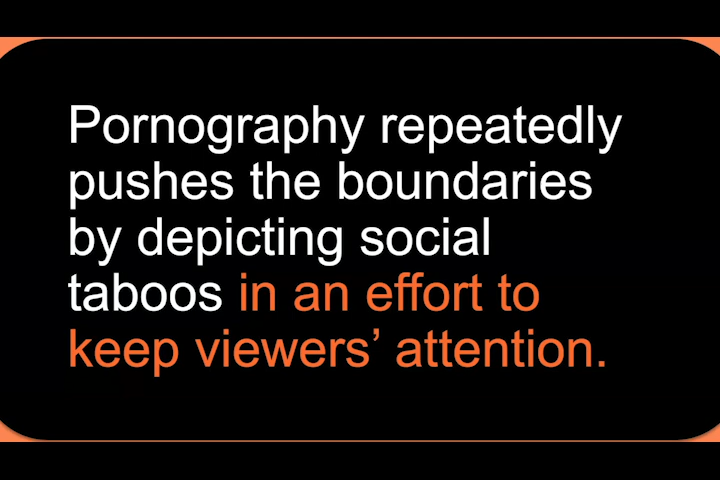 Pornography repeatedly
pushes the boundaries
by depicting social
taboos in an effort to
keep viewers’ attention.